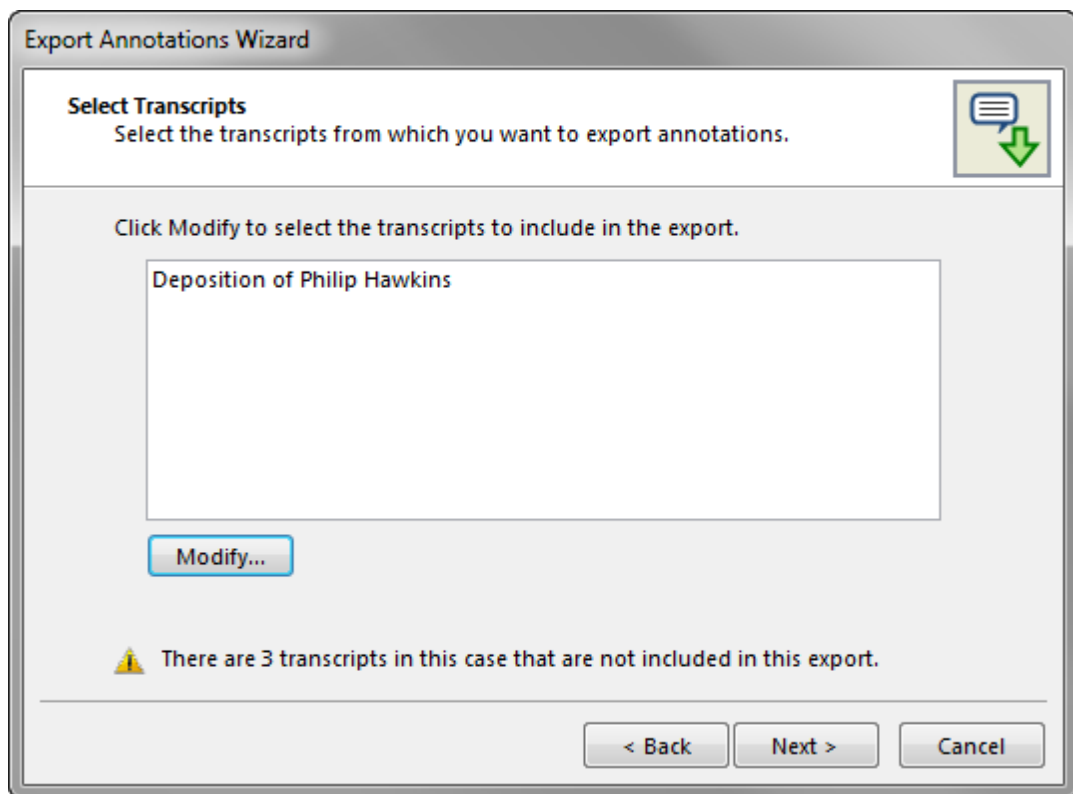 Export Annotations Wizard
Select Transcripts
Select the transcripts from which you want to export annotations.
Click Modify to select the transcripts to include in the export.
Deposition of Philip Hawkins
Modify...
There are 3 transcripts in this case that are not included in this export.
< Back Next > Cancel